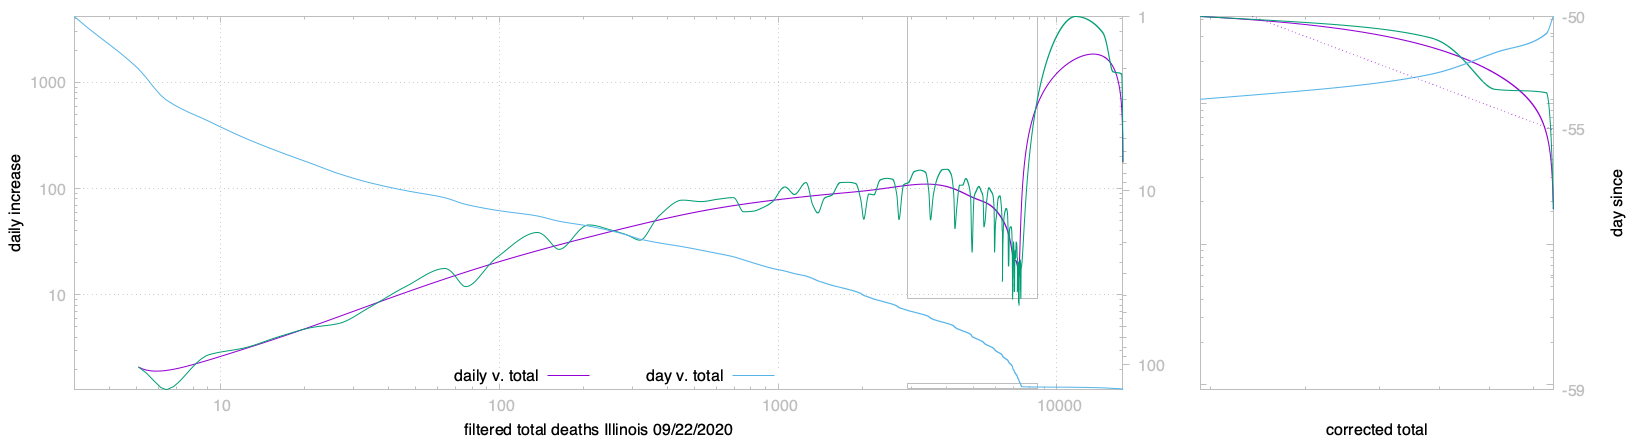 1
-50
1000
-55
daily increase
100
10
day since
10
daily v. total
day v. total
100
-59
10
100
1000
10000
filtered total deaths Illinois 09/22/2020
corrected total